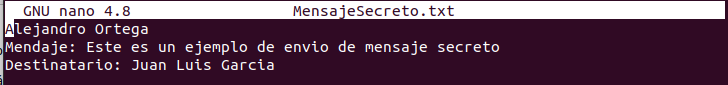 GNU nano 4.8 MensajeSecreto.txt
Alejandro Ortega
Mendaje: Este es un ejemplo de envio de mensaje secreto
Destinatario: Juan Luis Garcia